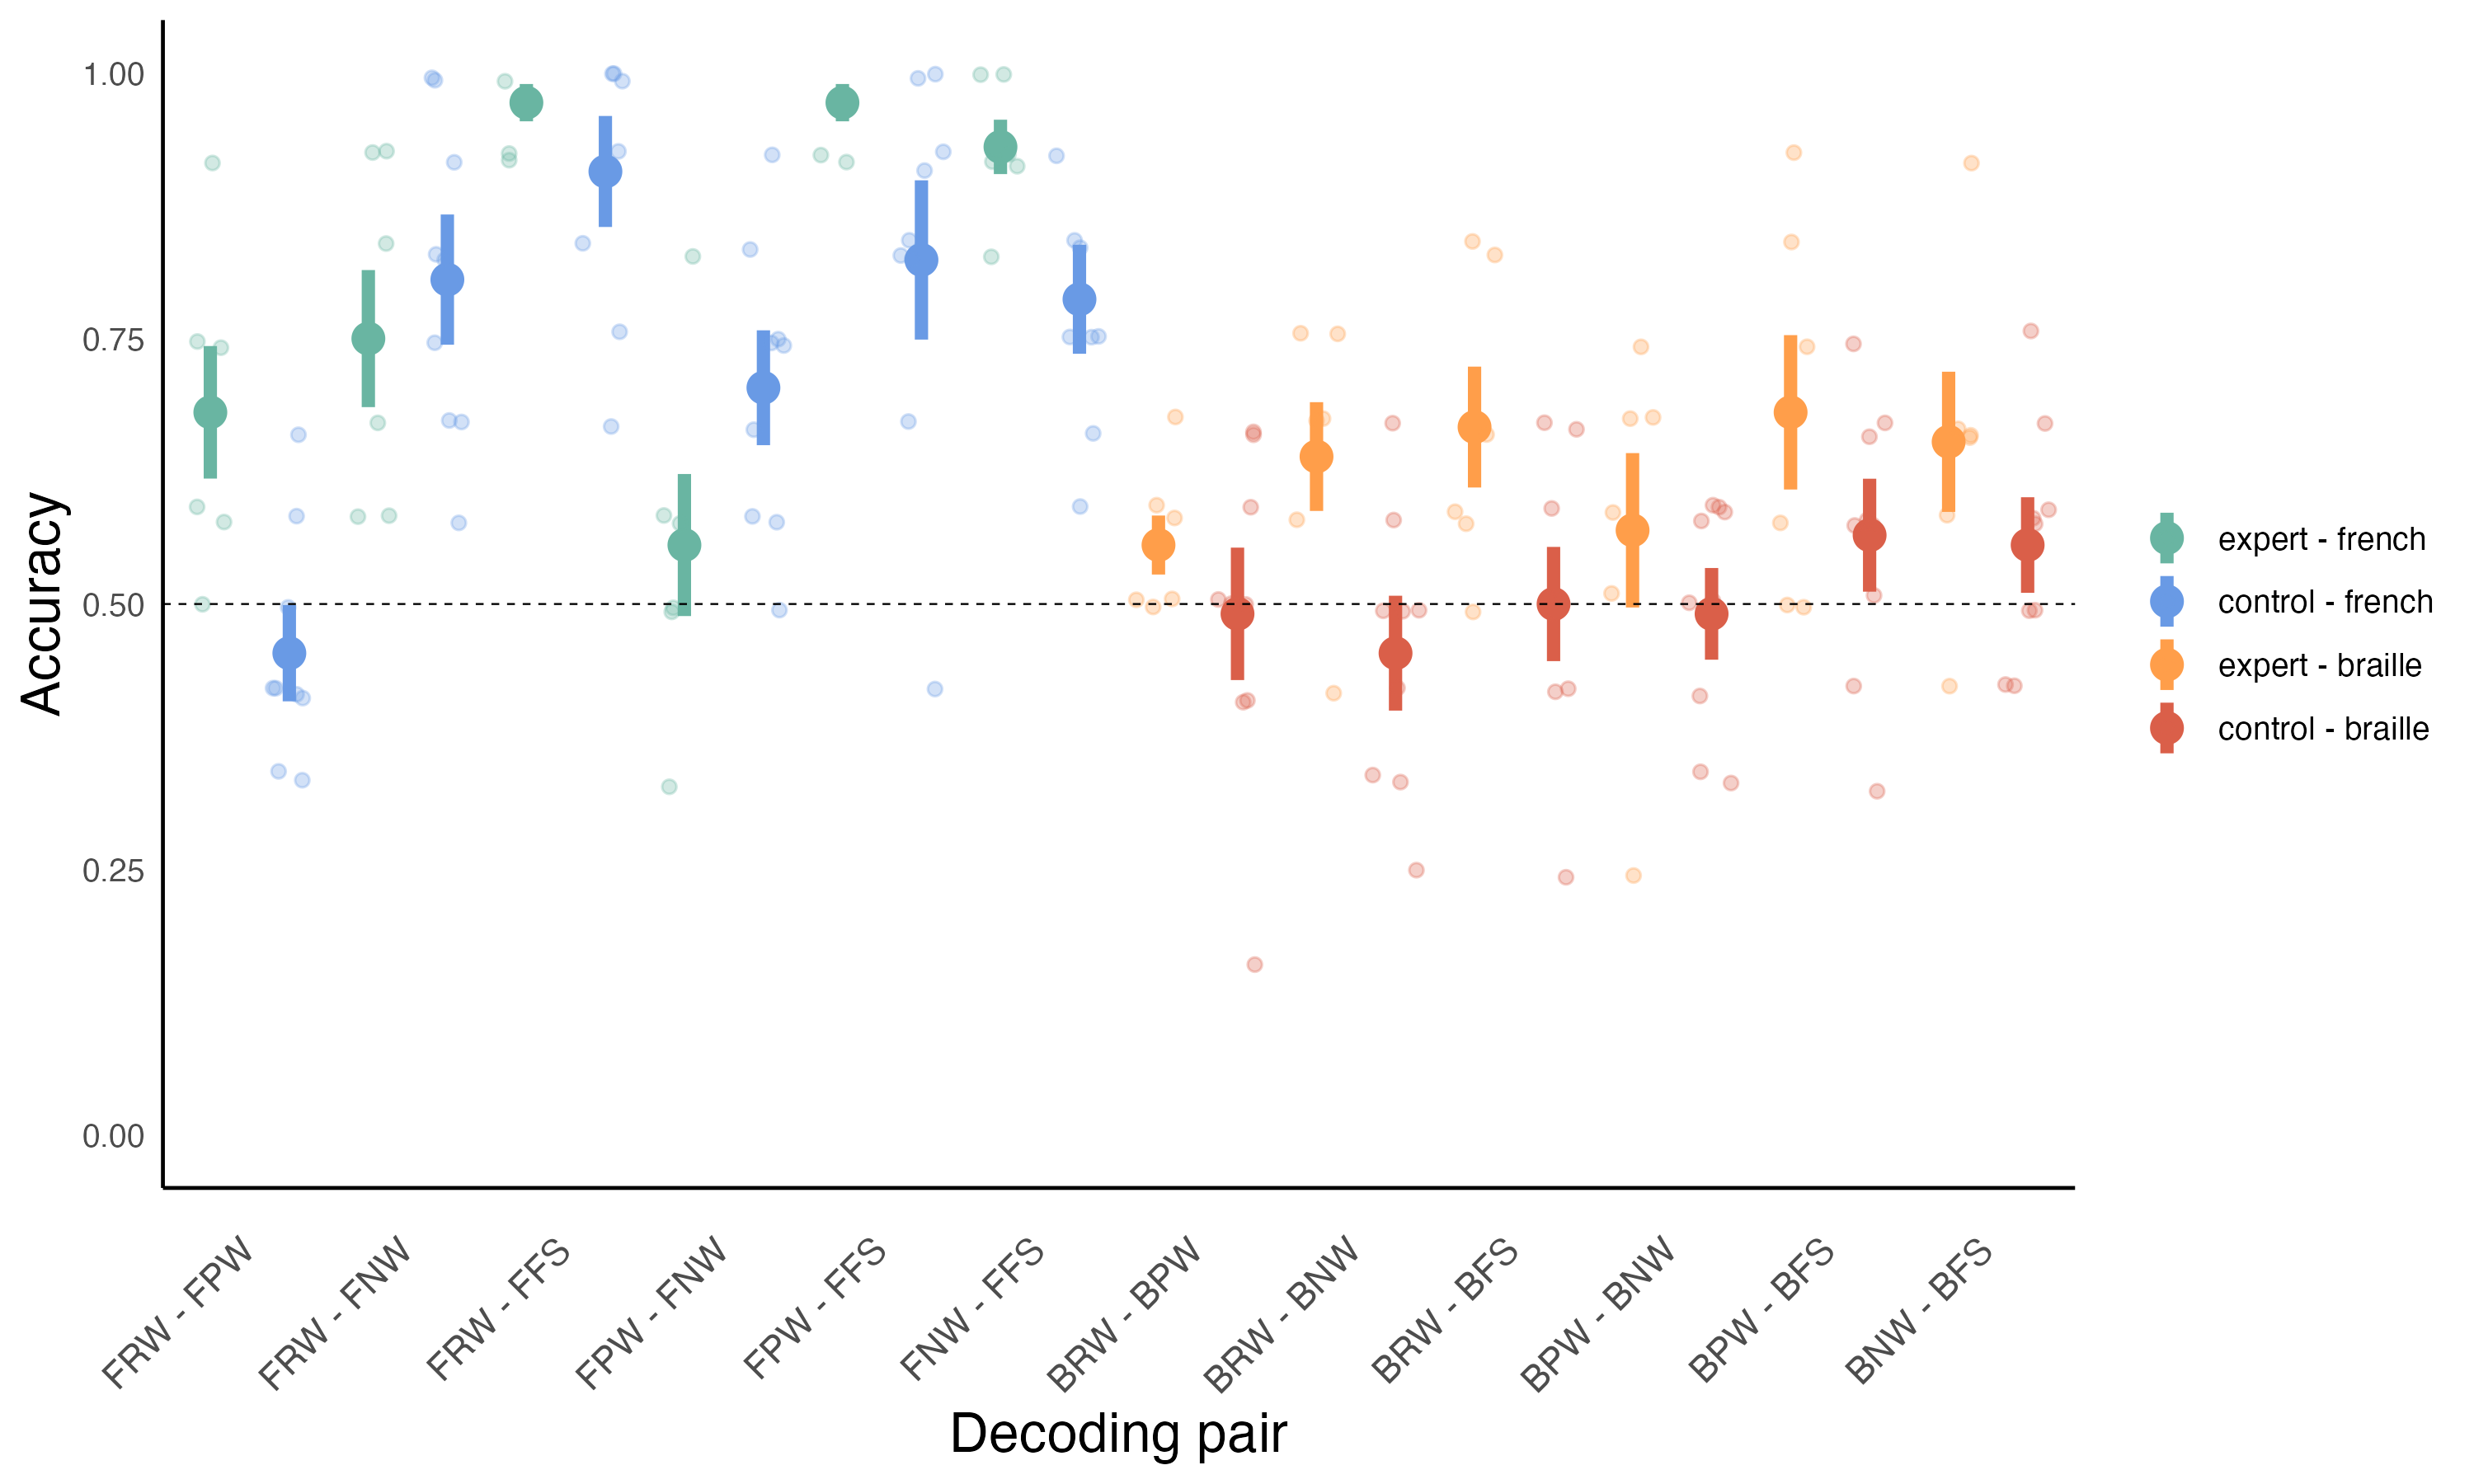 Accuracy
1.00
0.75
0.50
0.25
0.00
FRW - FPW
FRW - FNW
FRW - FFS
FPW - FNW
FPW - FFS
FNW - FFS
BRW - BPW
BRW - BNW
BRW - BFS
BPW - BNW
BPW - BFS
BNW - BFS
Decoding pair
expert - french
control - french
expert - braille
control - braille